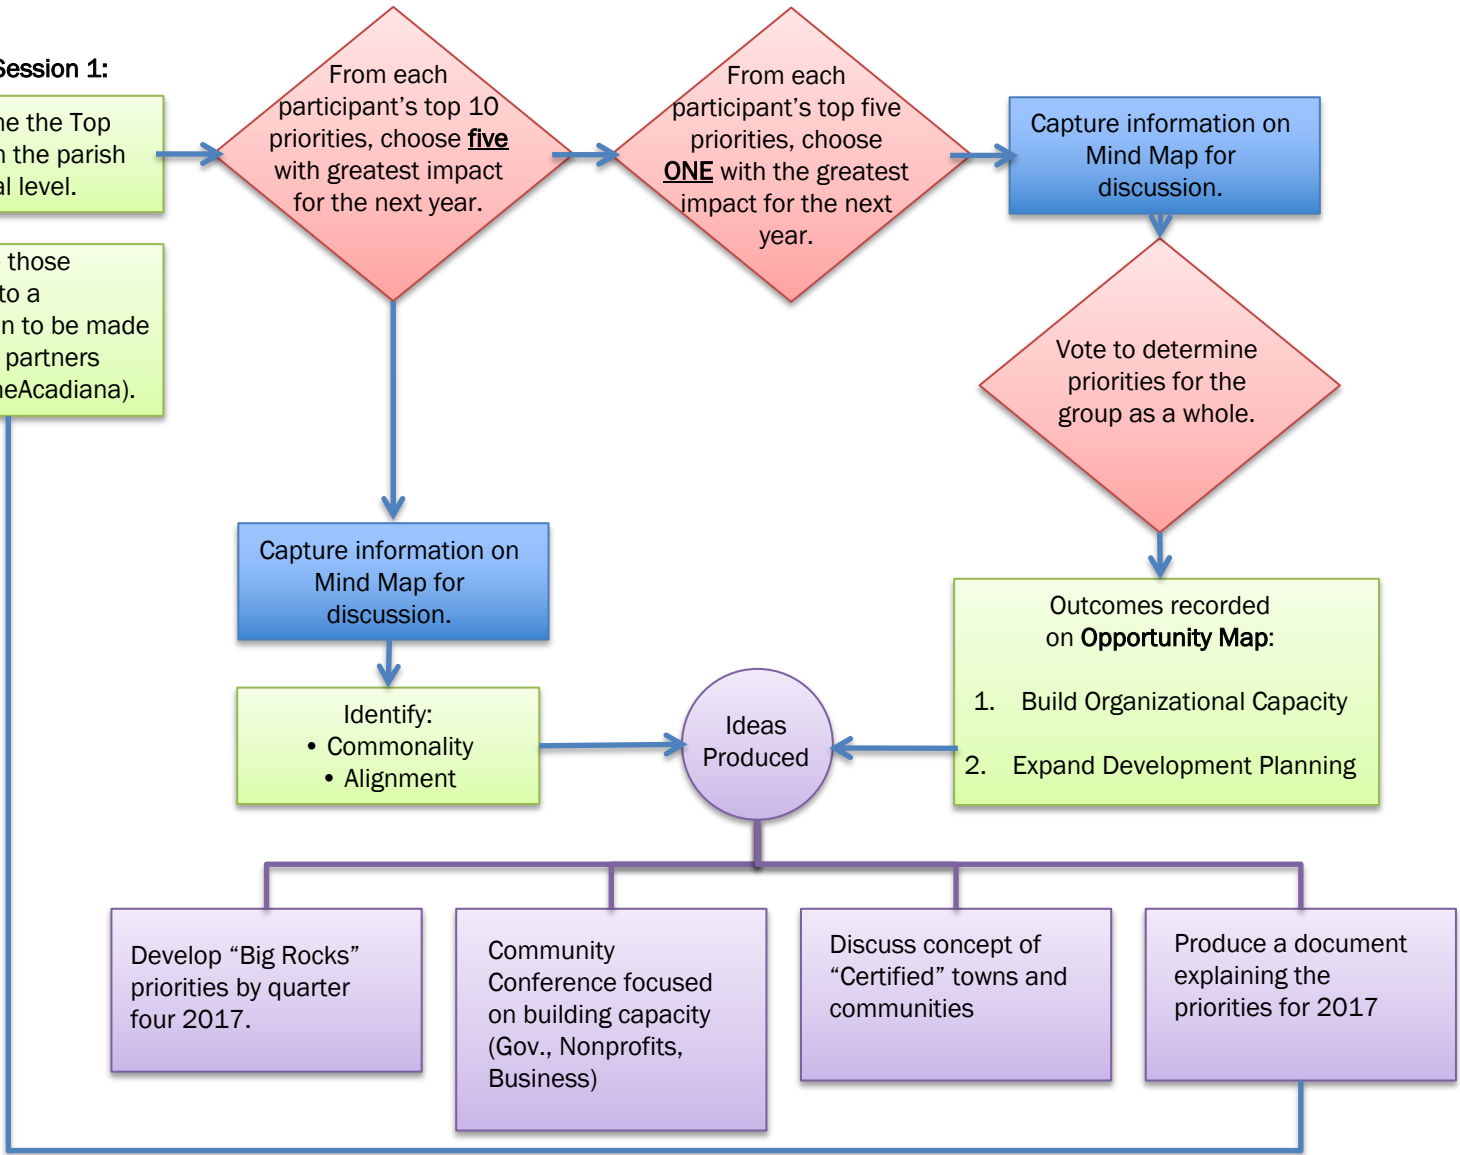 Session 1:
the Top
the parish
level.
those
to a
to be made
partners
From each
participant's top 10
priorities, choose five
with greatest impact
for the next year.
From each
participant's top five
priorities, choose
ONE with the greatest
impact for the next
year.
Capture information on
Mind Map for
discussion.
Vote to determine
priorities for the
group as a whole.
Capture information on
Mind Map for
discussion.
Identify:
• Commonality
• Alignment
Ideas
Produced
Outcomes recorded
on Opportunity Map:
1. Build Organizational Capacity
2. Expand Development Planning
Develop “Big Rocks”
priorities by quarter
four 2017.
Community
Conference focused
on building capacity
(Gov., Nonprofits,
Business)
Discuss concept of
“Certified” towns and
communities
Produce a document
explaining the
priorities for 2017